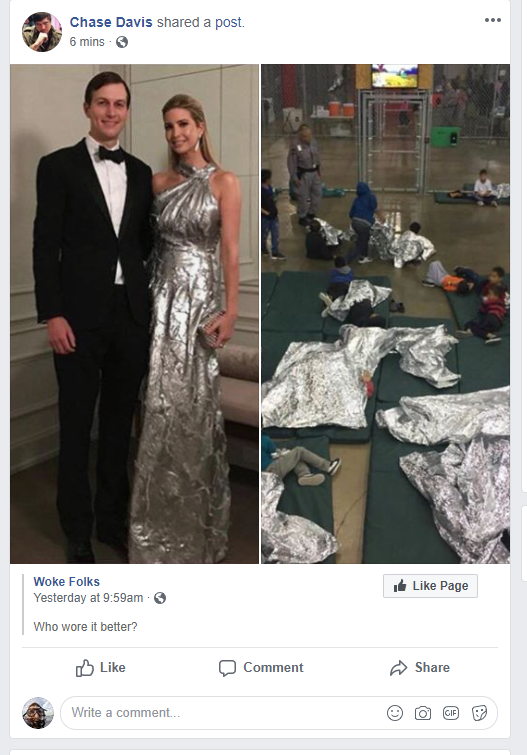 Chase Davis shared a post.
6 mins ·
Woke Folks
Yesterday at 9:59am ·
Like Page
Who wore it better?
Like Comment Share
Write a comment...
GIF